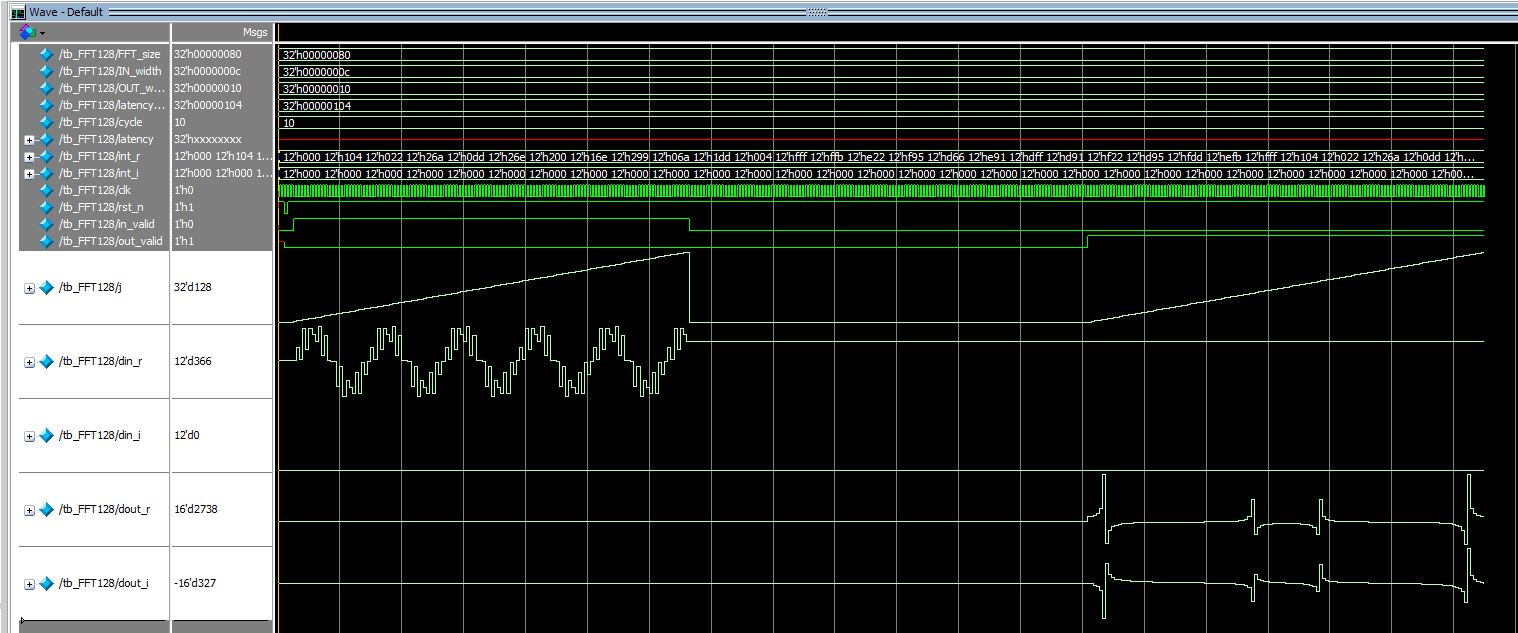 Wave - Default
Msgs
/tb_FFT128/FFT_size 32'h00000080 32'h00000080
/tb_FFT128/IN_width 32'h0000000c 32'h0000000c
/tb_FFT128/OUT_w... 32'h00000010 32'h00000010
/tb_FFT128/latency... 32'h00000104 32'h00000104
/tb_FFT128/cycle 10 10
/tb_FFT128/latency 32'hxxxxxxxx
/tb_FFT128/int_r 12'h000 12'h104 1... 12'h000 12'h104 12'h022 12'h26a 12'h0dd 12'h26e 12'h200 12'h16e 12'h299 12'h06a 12'h1dd 12'h004 12'hfff 12'hffb 12'he22 12'hf95 12'hd66 12'he91 12'hdff 12'hd91 12'hf22 12'hd95 12'hfdd 12'hefb 12'hfff 12'h104 12'h022 12'h26a 12'h0dd 12'h...
/tb_FFT128/int_i 12'h000 12'h000 1... 12'h000 12'h000 12'h000 12'h000 12'h000 12'h000 12'h000 12'h000 12'h000 12'h000 12'h000 12'h000 12'h000 12'h000 12'h000 12'h000 12'h000 12'h000 12'h000 12'h000 12'h000 12'h000 12'h000 12'h000 12'h000 12'h000 12'h000 12'h000 12'h00...
/tb_FFT128/clk 1'h0
/tb_FFT128/rst_n 1'h1
/tb_FFT128/in_valid 1'h0
/tb_FFT128/out_valid 1'h1
/tb_FFT128/j 32'd128
/tb_FFT128/din_r 12'd366
/tb_FFT128/din_i 12'd0
/tb_FFT128/dout_r 16'd2738
/tb_FFT128/dout_i -16'd327